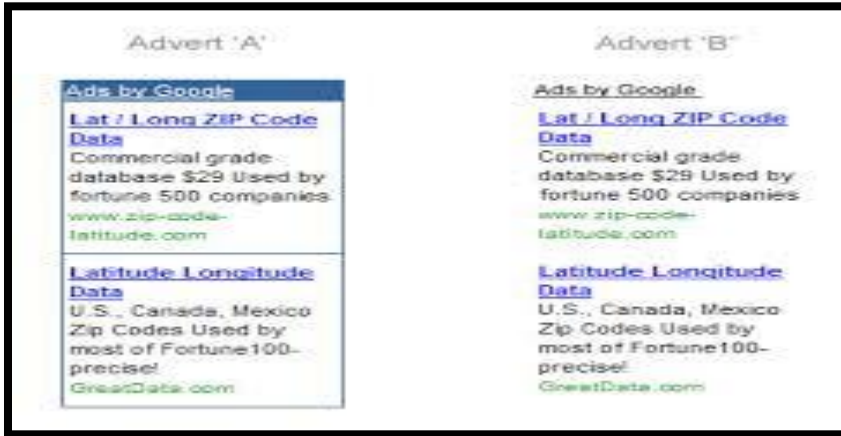 Advert 'A'
Ads by Google
Lat / Long ZIP Code
Data
Commercial grade
database $29 Used by
fortune 500 companies
www.zip-code-
latitude.com
Latitude Longitude
Data
U.S., Canada, Mexico
Zip Codes Used by
most of Fortune100-
precise!
GreatData.com
Advert 'B'
Ads by Google
Lat / Long ZIP Code
Data
Commercial grade
database $29 Used by
fortune 500 companies
www.zip-code-
latitude.com
Latitude Longitude
Data
U.S., Canada, Mexico
Zip Codes Used by
most of Fortune100-
precise!
GreatData.com